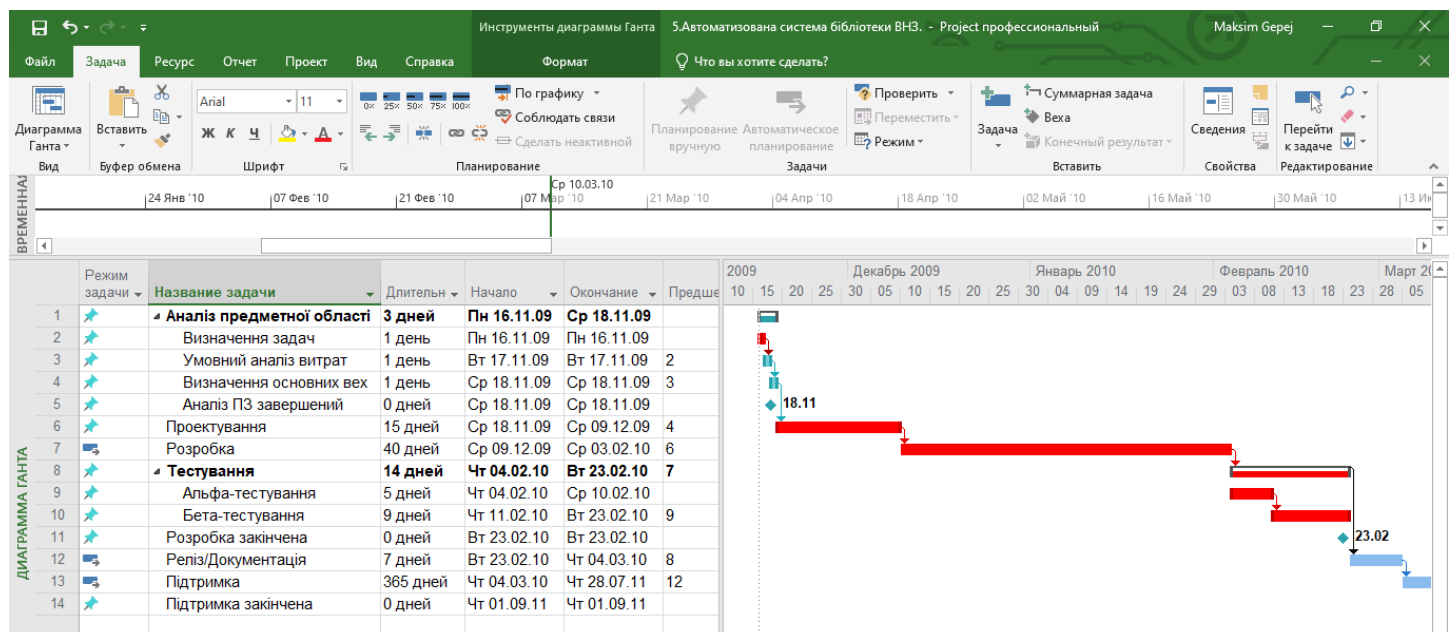 Инструменты диаграммы Ганта 5.Автоматизована система бібліотеки ВНЗ. - Project профессиональный Maksim Gepej
Файл Задача Ресурс Отчет Проект Вид Справка Формат Что вы хотите сделать?
Диаграмма Ганта
Вид
Вставить
Буфер обмена
Arial 11
Ж К Ч А
Шрифт
0% 25% 50% 75% 100%
По графику
Соблюдать связи
Сделать неактивной
Планирование
Планирование вручную
Автоматическое планирование
Проверить
Переместить
Режим
Задачи
Задача
Суммарная задача
Веха
Конечный результат
Вставить
Сведения
Свойства
Перейти к задаче
Редактирование
ВРЕМЕННАЯ
Ср 10.03.10
24 Янв '10 07 Фев '10 21 Фев '10 07 Мар '10 21 Мар '10 04 Апр '10 18 Апр '10 02 Май '10 16 Май '10 30 Май '10 13 Ию
ДИАГРАММА ГАНТА
Режим задачи Название задачи Длительн Начало Окончание Предше
2009 Декабрь 2009 Январь 2010 Февраль 2010 Март 20
10 15 20 25 30 05 10 15 20 25 30 04 09 14 19 24 29 03 08 13 18 23 28 05
1 Аналіз предметної області 3 дней Пн 16.11.09 Ср 18.11.09
2 Визначення задач 1 день Пн 16.11.09 Пн 16.11.09
3 Умовний аналіз витрат 1 день Вт 17.11.09 Вт 17.11.09 2
4 Визначення основних вех 1 день Ср 18.11.09 Ср 18.11.09 3
5 Аналіз ПЗ завершений 0 дней Ср 18.11.09 Ср 18.11.09 18.11
6 Проектування 15 дней Ср 18.11.09 Ср 09.12.09 4
7 Розробка 40 дней Ср 09.12.09 Ср 03.02.10 6
8 Тестування 14 дней Чт 04.02.10 Вт 23.02.10 7
9 Альфа-тестування 5 дней Чт 04.02.10 Ср 10.02.10
10 Бета-тестування 9 дней Чт 11.02.10 Вт 23.02.10 9
11 Розробка закінчена 0 дней Вт 23.02.10 Вт 23.02.10 23.02
12 Реліз/Документація 7 дней Вт 23.02.10 Чт 04.03.10 8
13 Підтримка 365 дней Чт 04.03.10 Чт 28.07.11 12
14 Підтримка закінчена 0 дней Чт 01.09.11 Чт 01.09.11